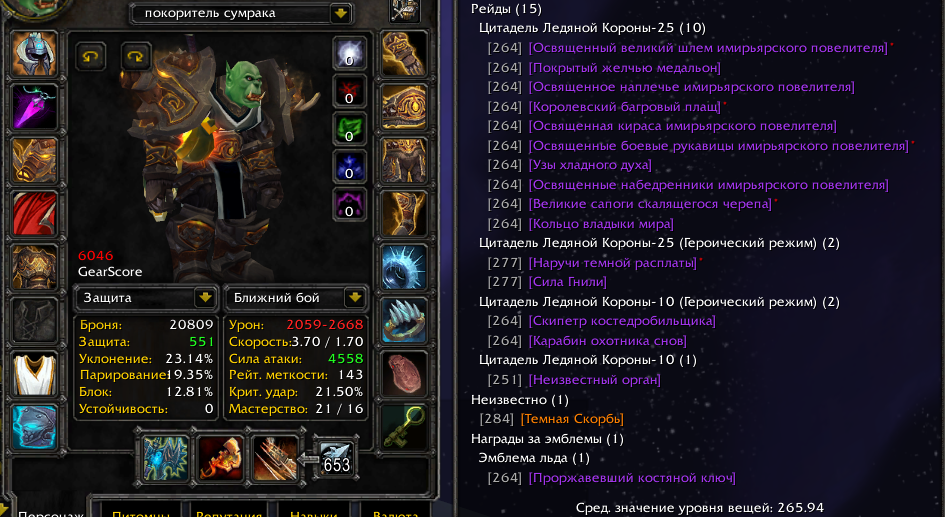 покоритель сумрака
0
0
0
0
0
6046
GearScore
Защита
Ближний бой
Броня: 20809
Защита: 551
Уклонение: 23.14%
Парирование: 19.35%
Блок: 12.81%
Устойчивость: 0
Урон: 2059-2668
Скорость: 3.70 / 1.70
Сила атаки: 4558
Рейт. меткости: 143
Крит. удар: 21.50%
Мастерство: 21 / 16
653
Персонаж Питомцы Репутация Навыки Валюта
Рейды (15)
Цитадель Ледяной Короны-25 (10)
[264] [Освященный великий шлем имирьярского повелителя]*
[264] [Покрытый желчью медальон]
[264] [Освященное наплечье имирьярского повелителя]
[264] [Королевский багровый плащ]*
[264] [Освященная кираса имирьярского повелителя]
[264] [Освященные боевые рукавицы имирьярского повелителя]*
[264] [Узы хладного духа]
[264] [Освященные набедренники имирьярского повелителя]
[264] [Великие сапоги скалящегося черепа]*
[264] [Кольцо владыки мира]
Цитадель Ледяной Короны-25 (Героический режим) (2)
[277] [Наручи темной расплаты]*
[277] [Сила Гнили]
Цитадель Ледяной Короны-10 (Героический режим) (2)
[264] [Скипетр костедробильщика]
[264] [Карабин охотника снов]
Цитадель Ледяной Короны-10 (1)
[251] [Неизвестный орган]
Неизвестно (1)
[284] [Темная Скорбь]
Награды за эмблемы (1)
Эмблема льда (1)
[264] [Проржавевший костяной ключ]
Сред. значение уровня вещей: 265.94